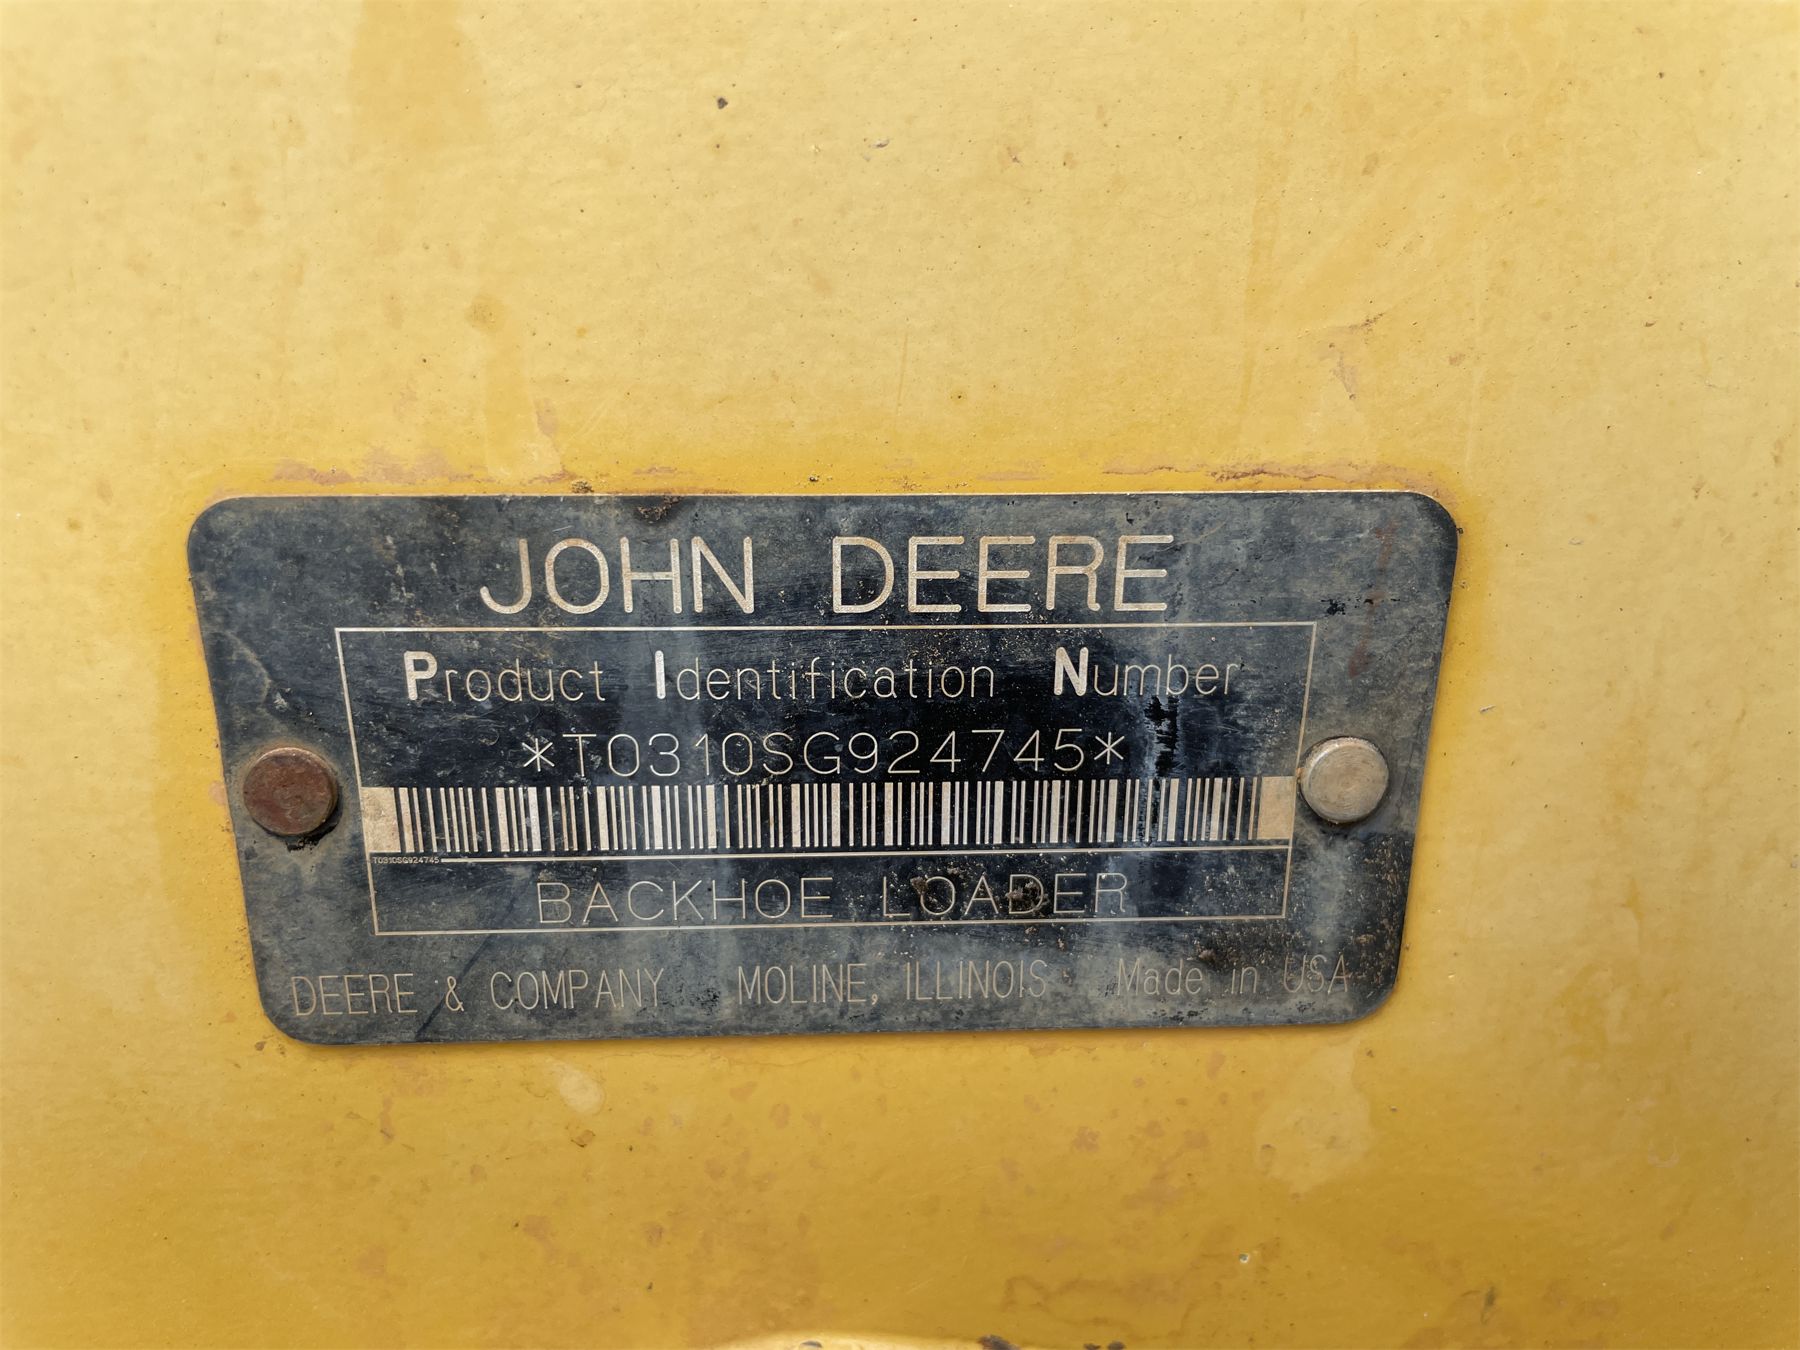 JOHN DEERE
Product Identification Number
*T0310SG924745*
T0310SG924745
BACKHOE LOADER
DEERE & COMPANY MOLINE, ILLINOIS Made in USA